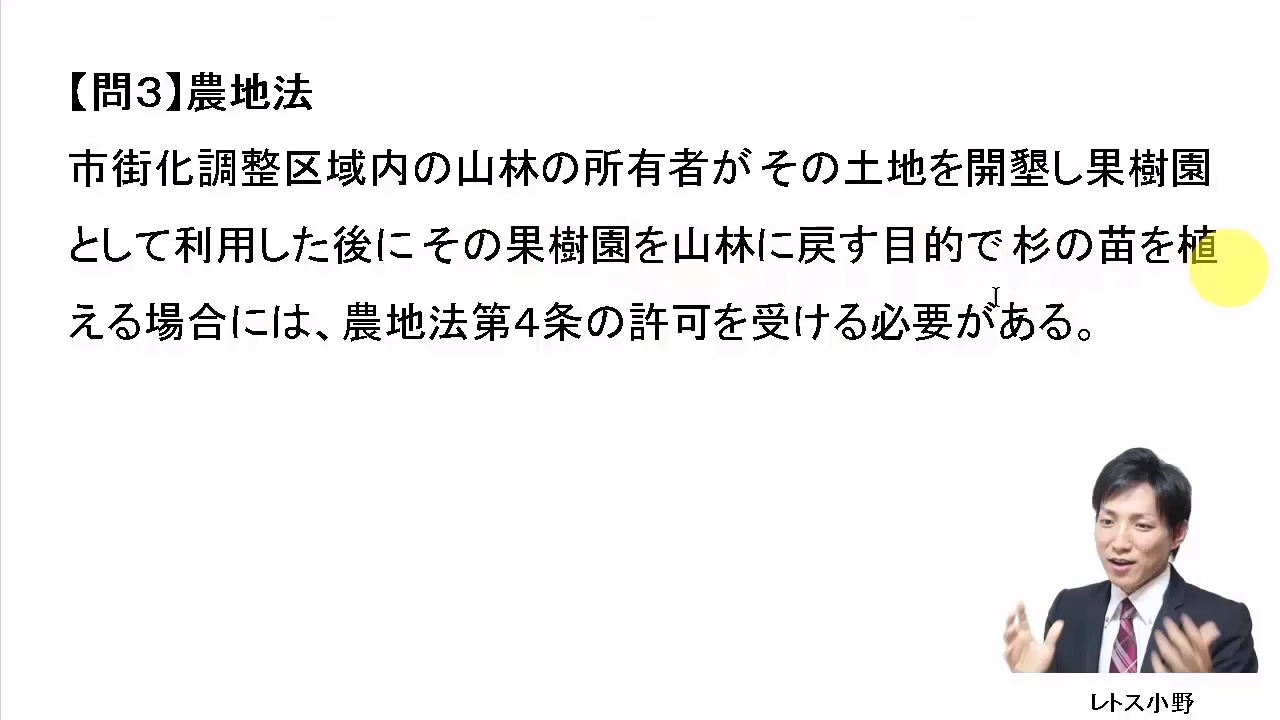 【問3】農地法
市街化調整区域内の山林の所有者がその土地を開墾し果樹園
として利用した後にその果樹園を山林に戻す目的で杉の苗を植
える場合には、農地法第4条の許可を受ける必要がある。
レトス小野